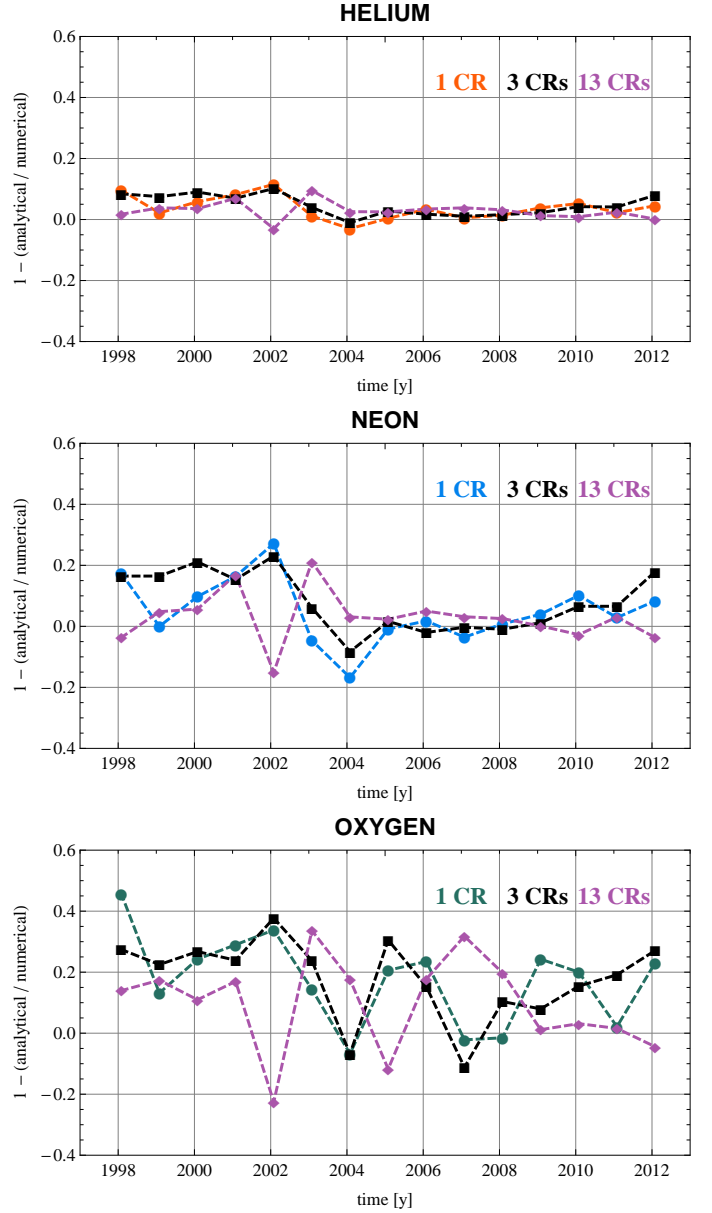 HELIUM
1 CR 3 CRs 13 CRs
1 − (analytical / numerical)
0.6
0.4
0.2
0.0
−0.2
−0.4
1998 2000 2002 2004 2006 2008 2010 2012
time [y]
NEON
1 CR 3 CRs 13 CRs
1 − (analytical / numerical)
0.6
0.4
0.2
0.0
−0.2
−0.4
1998 2000 2002 2004 2006 2008 2010 2012
time [y]
OXYGEN
1 CR 3 CRs 13 CRs
1 − (analytical / numerical)
0.6
0.4
0.2
0.0
−0.2
−0.4
1998 2000 2002 2004 2006 2008 2010 2012
time [y]